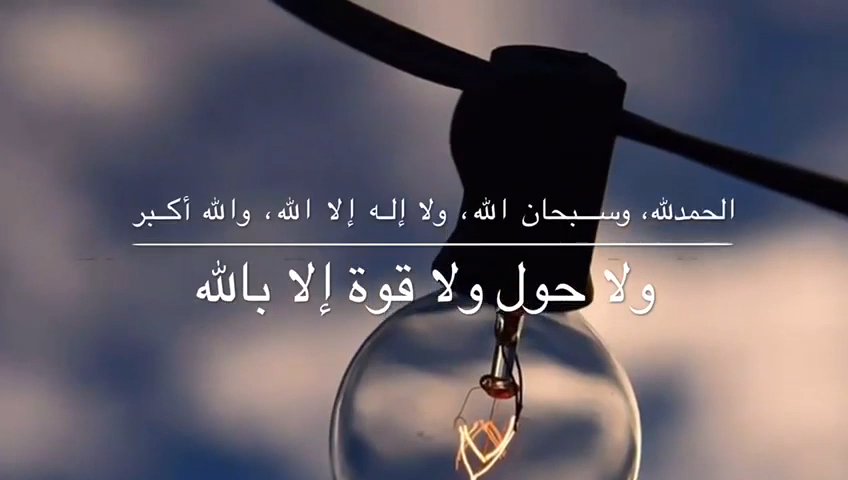 الحمدلله، وسبحان الله، ولا إله إلا الله، والله أكبر
ولا حول ولا قوة إلا بالله